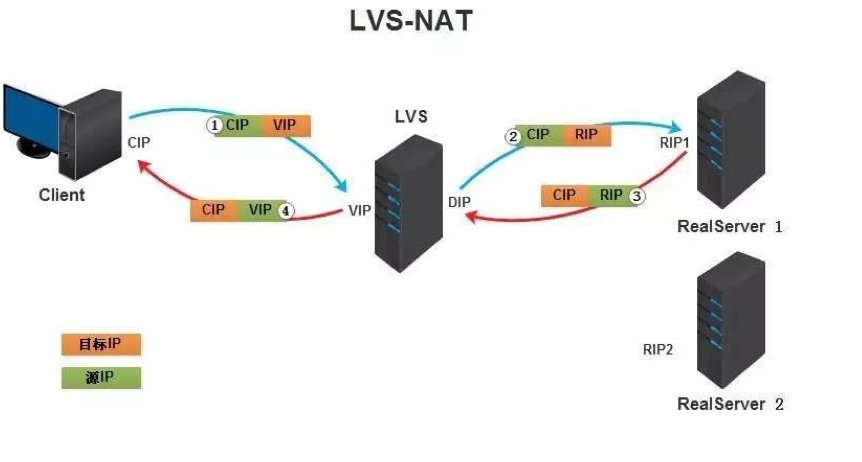 LVS-NAT
① CIP VIP
LVS
② CIP RIP
CIP
RIP1
Client
CIP VIP ④
VIP
DIP
CIP RIP ③
RealServer 1
目标IP
源IP
RIP2
RealServer 2